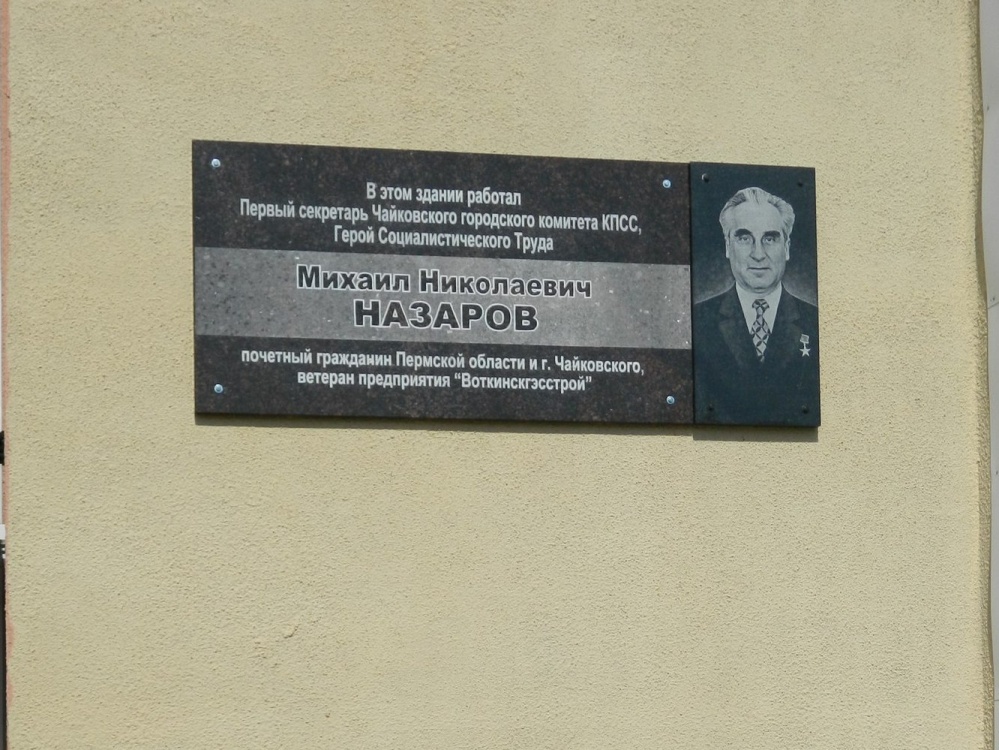 В этом здании работал
Первый секретарь Чайковского городского комитета КПСС,
Герой Социалистического Труда
Михаил Николаевич
НАЗАРОВ
почетный гражданин Пермской области и г. Чайковского,
ветеран предприятия “Воткинскгэсстрой”